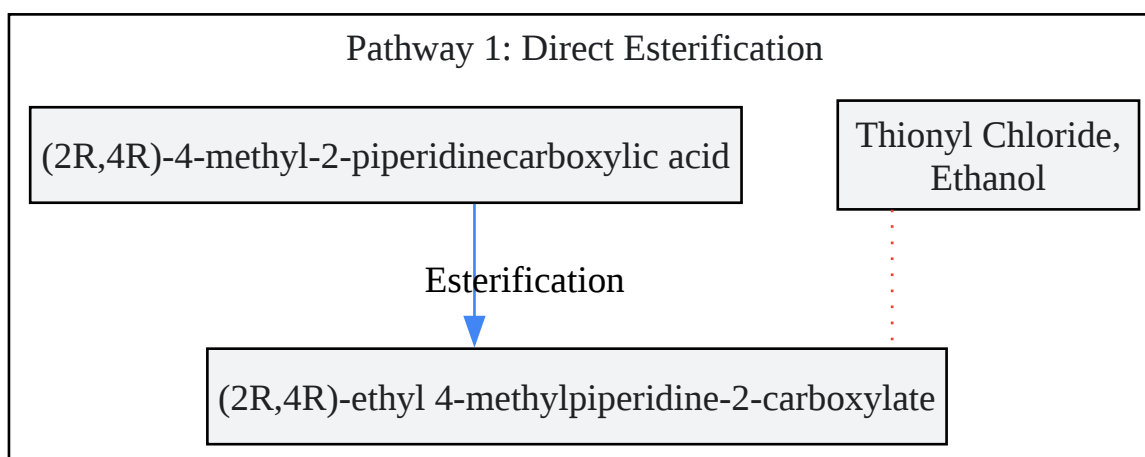 Pathway 1: Direct Esterification
(2R,4R)-4-methyl-2-piperidinecarboxylic acid
Thionyl Chloride,
Ethanol
Esterification
(2R,4R)-ethyl 4-methylpiperidine-2-carboxylate